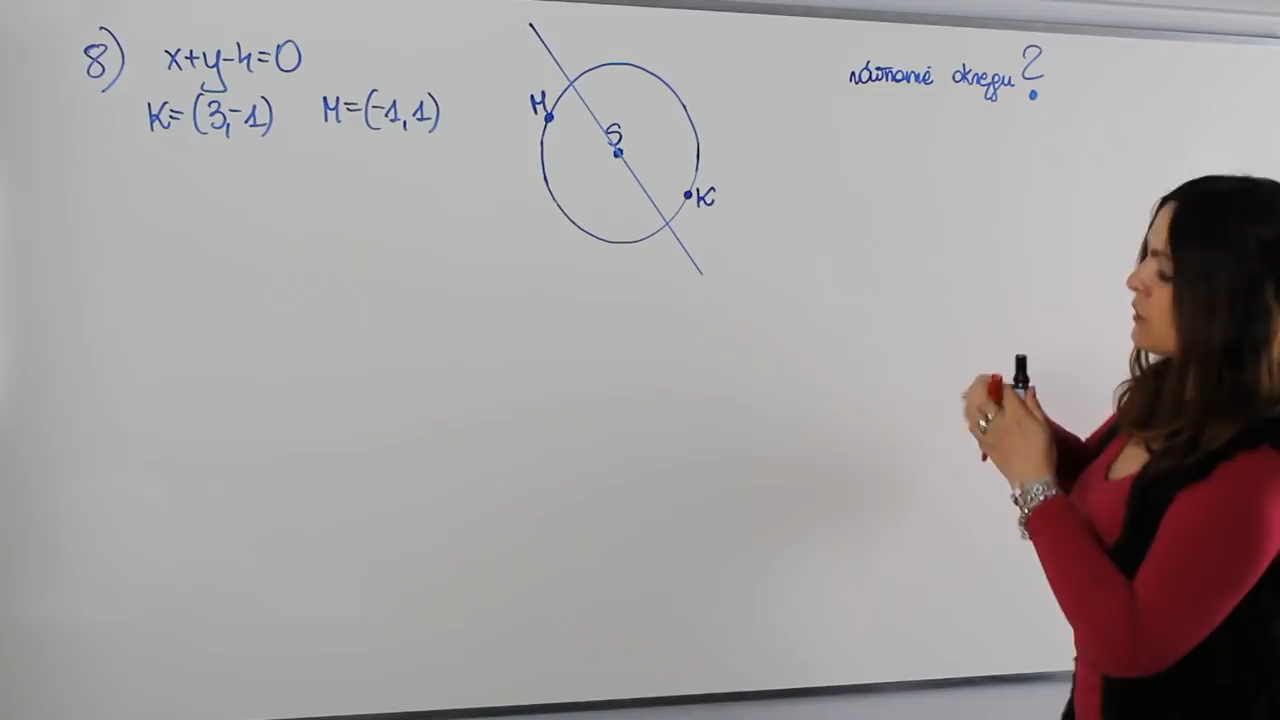 8) x+y-4=0
K=(3,-1) M=(-1,1)
M
S
K
równanie okręgu?